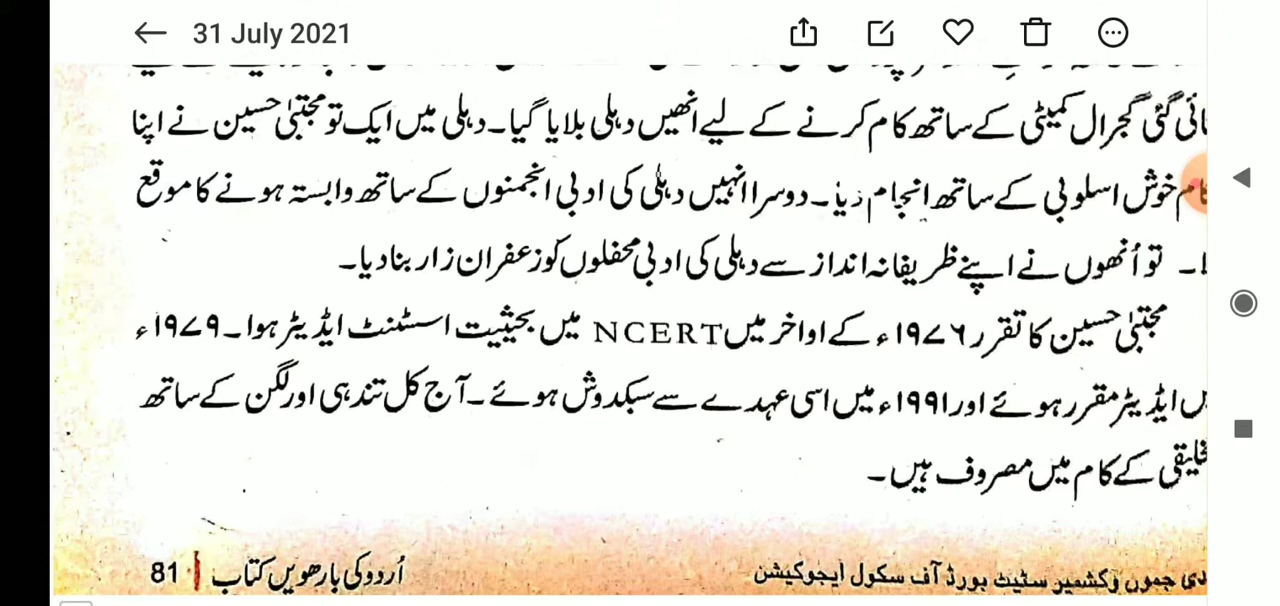 31 July 2021
گئی گجرال کمیٹی کے ساتھ کام کرنے کے لیے انھیں دہلی بلایا گیا۔ دہلی میں ایک تو مجتبیٰ حسین نے اپنا
خوش اسلوبی کے ساتھ انجام دیا۔ دوسرا انہیں دہلی کی ادبی انجمنوں کے ساتھ وابستہ ہونے کا موقع
تو اُنھوں نے اپنے ظریفانہ انداز سے دہلی کی ادبی محفلوں کو زعفران زار بنا دیا۔
مجتبیٰ حسین کا تقرر ۱۹۷۶ء کے اواخر میں NCERT میں بحیثیت اسسٹنٹ ایڈیٹر ہوا۔ ۱۹۷۹ء
ایڈیٹر مقرر ہوئے اور ۱۹۹۱ء میں اسی عہدے سے سبکدوش ہوئے۔ آج کل تندہی اور لگن کے ساتھ
کے کام میں مصروف ہیں۔
جموں و کشمیر سٹیٹ بورڈ آف سکول ایجوکیشن
اُردو کی بارھویں کتاب 81